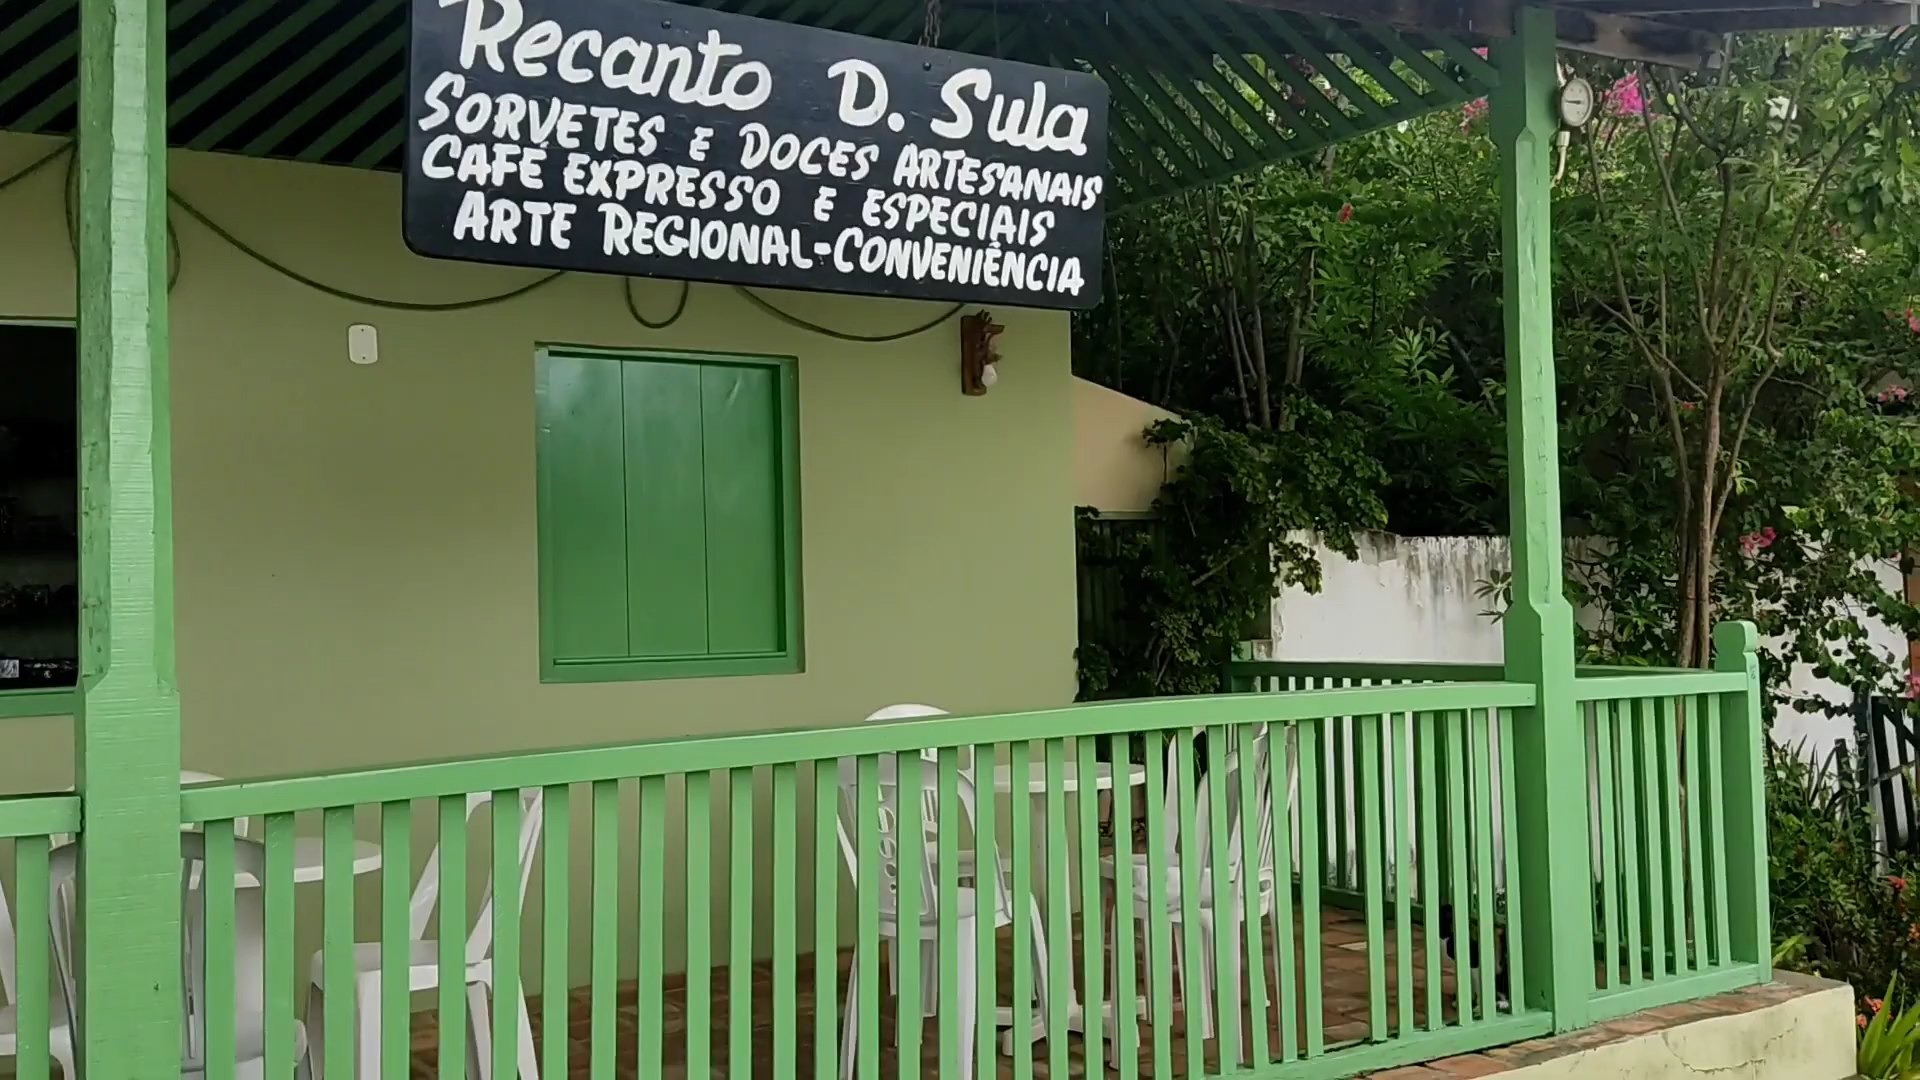 Recanto D. Sula
SORVETES E DOCES ARTESANAIS
CAFÉ EXPRESSO E ESPECIAIS
ARTE REGIONAL-CONVENIÊNCIA